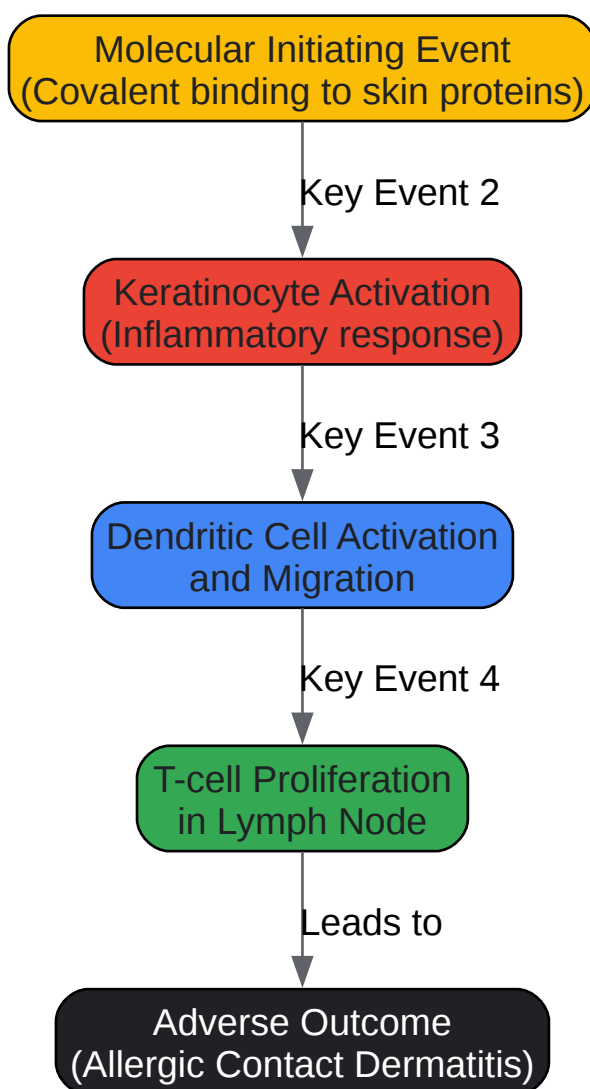 Molecular Initiating Event
(Covalent binding to skin proteins)
Key Event 2
Keratinocyte Activation
(Inflammatory response)
Key Event 3
Dendritic Cell Activation
and Migration
Key Event 4
T-cell Proliferation
in Lymph Node
Leads to
Adverse Outcome
(Allergic Contact Dermatitis)